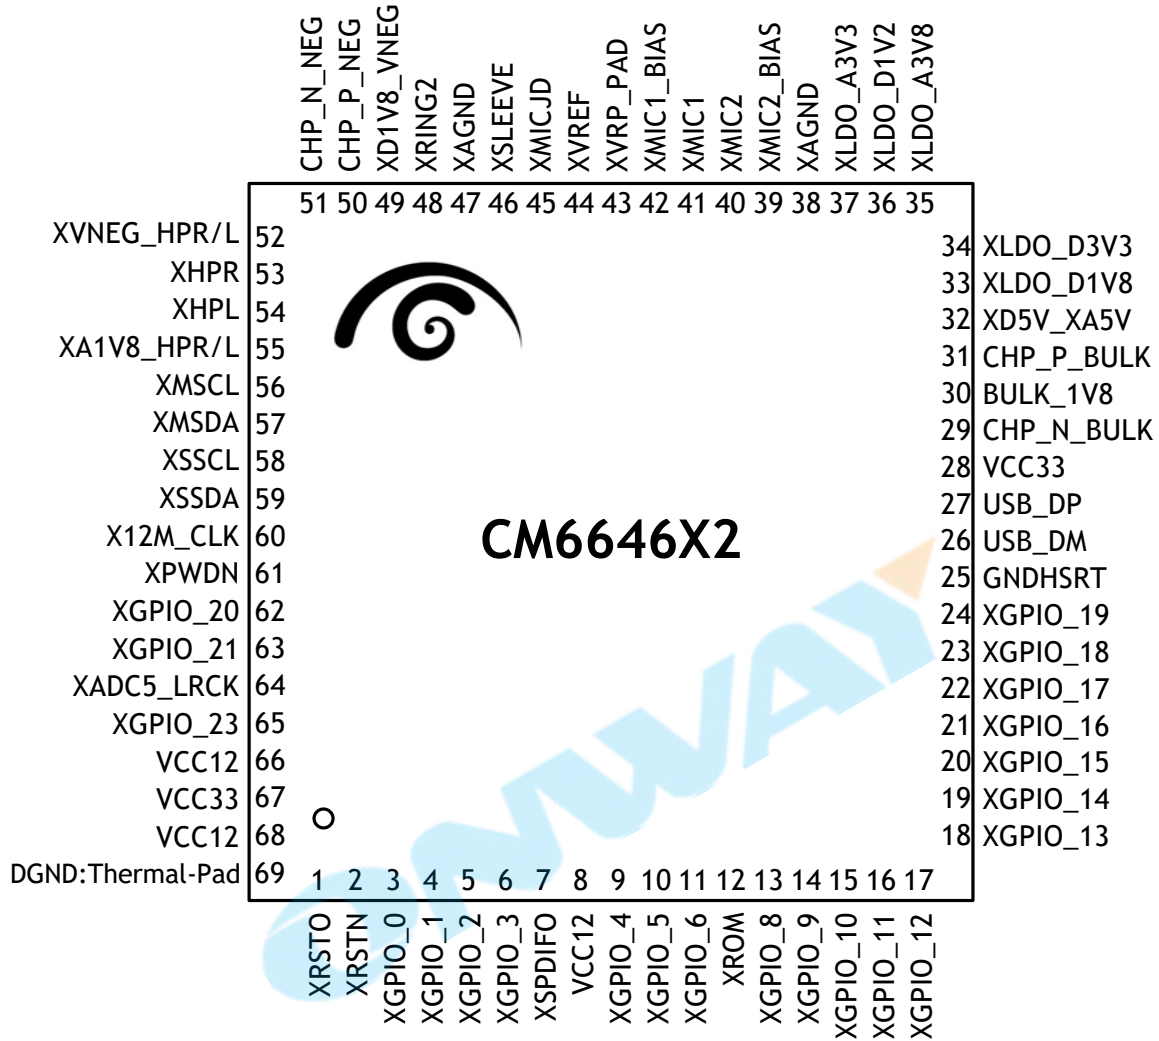 CHP_N_NEG
CHP_P_NEG
XD1V8_VNEG
XRING2
XAGND
XSLEEVE
XMICJD
XVREF
XVRP_PAD
XMIC1_BIAS
XMIC1
XMIC2
XMIC2_BIAS
XAGND
XLDO_A3V3
XLDO_D1V2
XLDO_A3V8
51 50 49 48 47 46 45 44 43 42 41 40 39 38 37 36 35
XVNEG_HPR/L 52
XHPR 53
XHPL 54
XA1V8_HPR/L 55
XMSCL 56
XMSDA 57
XSSCL 58
XSSDA 59
X12M_CLK 60
XPWDN 61
XGPIO_20 62
XGPIO_21 63
XADC5_LRCK 64
XGPIO_23 65
VCC12 66
VCC33 67
VCC12 68
DGND:Thermal-Pad 69
CM6646X2
ONWAY
34 XLDO_D3V3
33 XLDO_D1V8
32 XD5V_XA5V
31 CHP_P_BULK
30 BULK_1V8
29 CHP_N_BULK
28 VCC33
27 USB_DP
26 USB_DM
25 GNDHSRT
24 XGPIO_19
23 XGPIO_18
22 XGPIO_17
21 XGPIO_16
20 XGPIO_15
19 XGPIO_14
18 XGPIO_13
1 2 3 4 5 6 7 8 9 10 11 12 13 14 15 16 17
XRSTO
XRSTN
XGPIO_0
XGPIO_1
XGPIO_2
XGPIO_3
XSPDIFO
VCC12
XGPIO_4
XGPIO_5
XGPIO_6
XROM
XGPIO_8
XGPIO_9
XGPIO_10
XGPIO_11
XGPIO_12